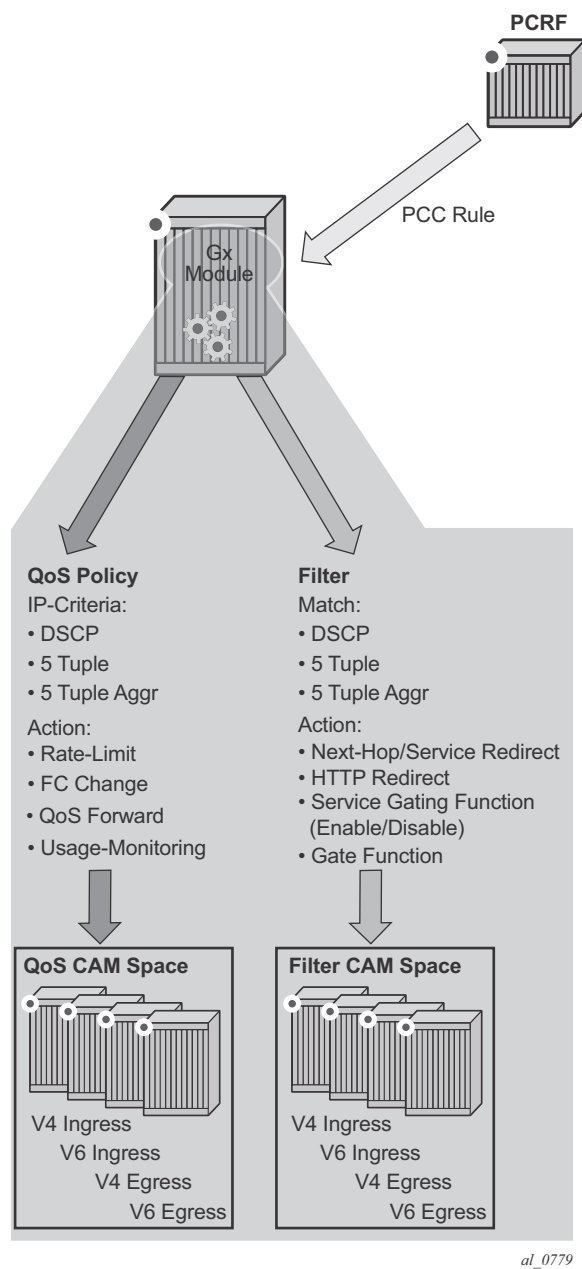 PCRF
PCC Rule
Gx
Module
QoS Policy
IP-Criteria:
• DSCP
• 5 Tuple
• 5 Tuple Aggr
Action:
• Rate-Limit
• FC Change
• QoS Forward
• Usage-Monitoring
Filter
Match:
• DSCP
• 5 Tuple
• 5 Tuple Aggr
Action:
• Next-Hop/Service Redirect
• HTTP Redirect
• Service Gating Function
(Enable/Disable)
• Gate Function
QoS CAM Space
V4 Ingress
V6 Ingress
V4 Egress
V6 Egress
Filter CAM Space
V4 Ingress
V6 Ingress
V4 Egress
V6 Egress
al_0779